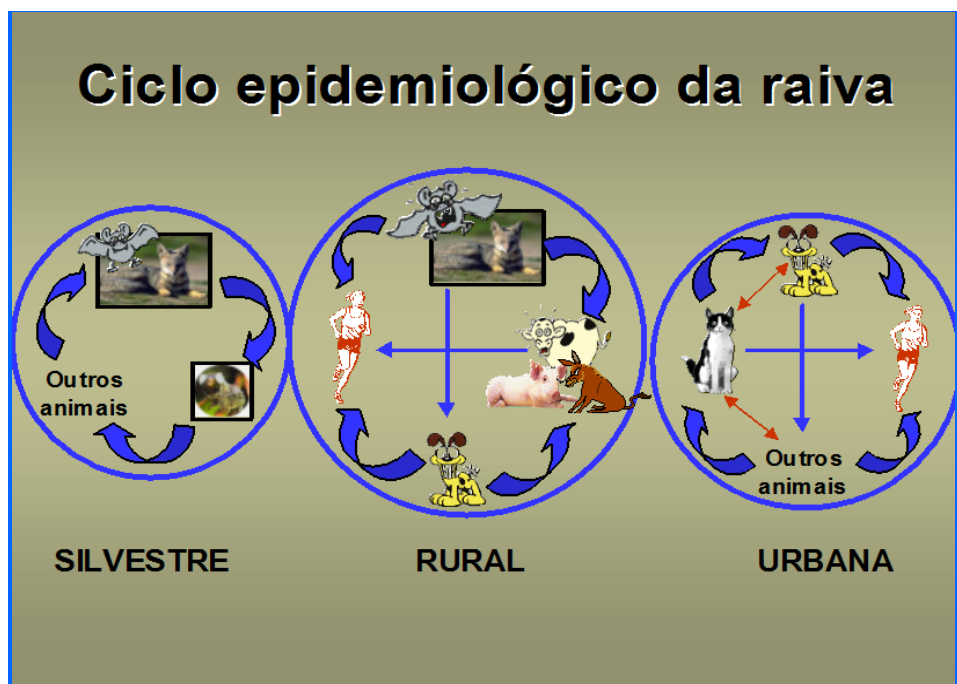 Ciclo epidemiológico da raiva
Outros
animais
Outros
animais
SILVESTRE
RURAL
URBANA